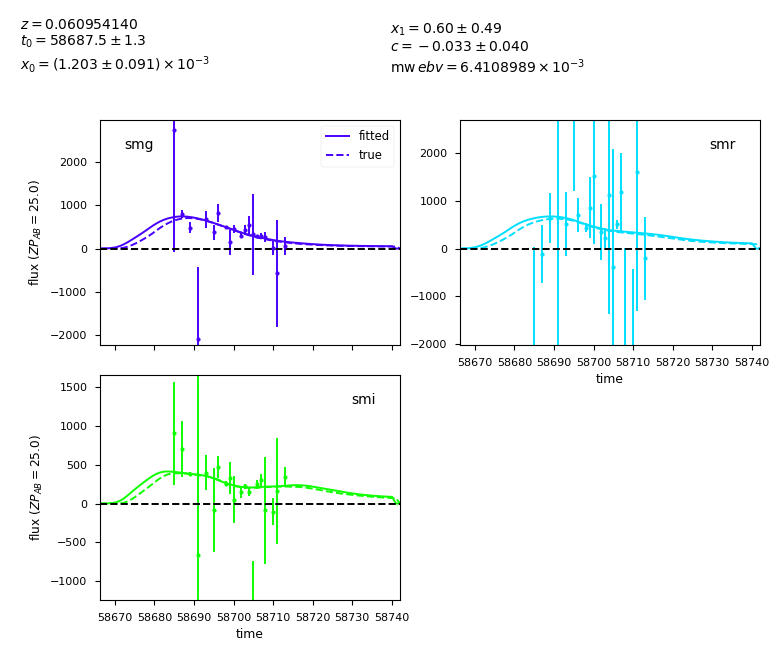 z = 0.060954140
t₀ = 58687.5 ± 1.3
x₀ = (1.203 ± 0.091) × 10⁻³
x₁ = 0.60 ± 0.49
c = −0.033 ± 0.040
mw ebv = 6.4108989 × 10⁻³
smg
fitted
true
flux (ZP_AB = 25.0)
2000
1000
0
−1000
−2000
smr
2000
1000
0
−1000
−2000
58670 58680 58690 58700 58710 58720 58730 58740
time
smi
flux (ZP_AB = 25.0)
1500
1000
500
0
−500
−1000
58670 58680 58690 58700 58710 58720 58730 58740
time